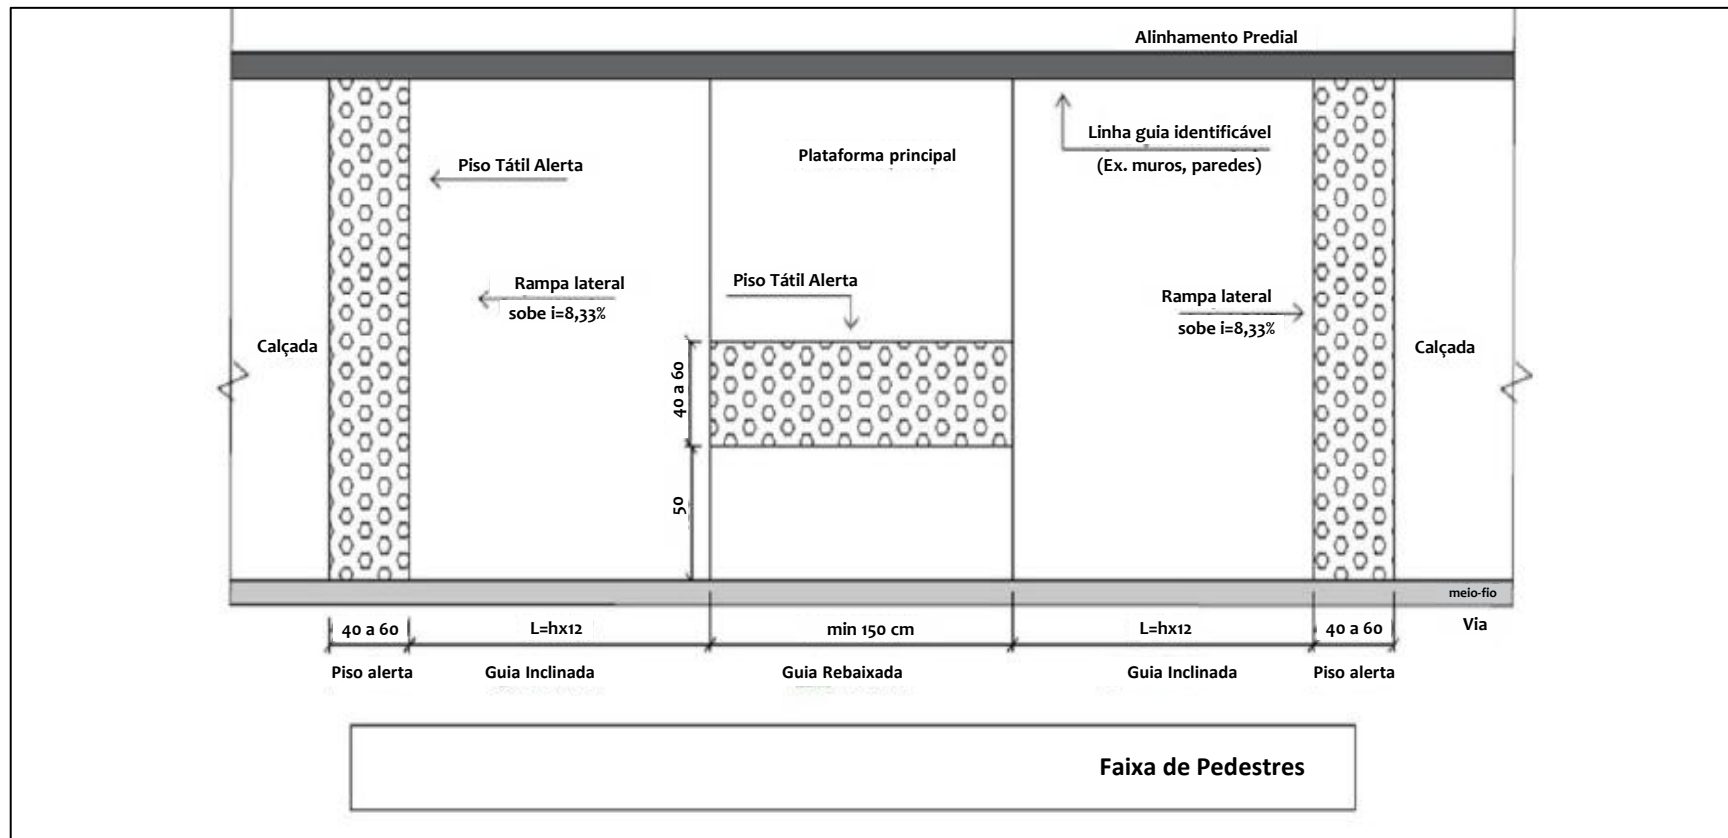 Alinhamento Predial
Linha guia identificável
(Ex. muros, paredes)
Plataforma principal
Piso Tátil Alerta
Piso Tátil Alerta
Rampa lateral
sobe i=8,33%
Rampa lateral
sobe i=8,33%
Calçada
Calçada
40 a 60
50
meio-fio
Via
40 a 60
L=hx12
min 150 cm
L=hx12
40 a 60
Piso alerta
Guia Inclinada
Guia Rebaixada
Guia Inclinada
Piso alerta
Faixa de Pedestres